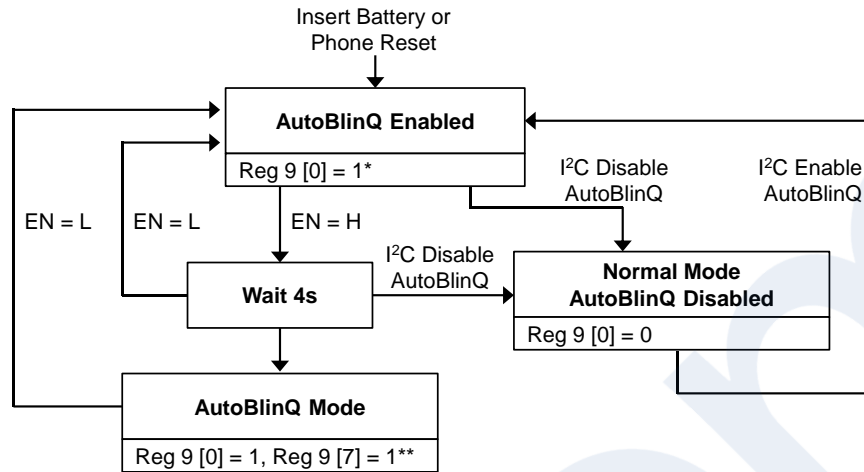 Insert Battery or
Phone Reset
AutoBlinQ Enabled
Reg 9 [0] = 1*
I²C Disable
AutoBlinQ
I²C Enable
AutoBlinQ
EN = L
EN = L
EN = H
I²C Disable
AutoBlinQ
Wait 4s
Normal Mode
AutoBlinQ Disabled
Reg 9 [0] = 0
AutoBlinQ Mode
Reg 9 [0] = 1, Reg 9 [7] = 1**